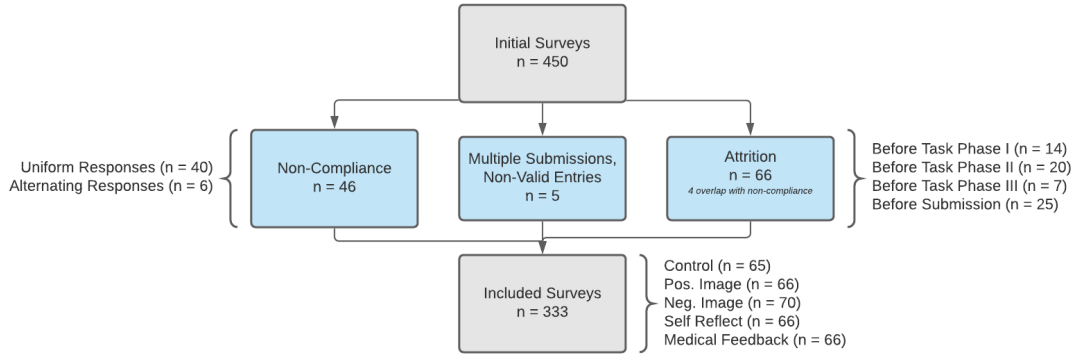 Initial Surveys
n = 450
Uniform Responses (n = 40)
Alternating Responses (n = 6)
Non-Compliance
n = 46
Multiple Submissions,
Non-Valid Entries
n = 5
Attrition
n = 66
4 overlap with non-compliance
Before Task Phase I (n = 14)
Before Task Phase II (n = 20)
Before Task Phase III (n = 7)
Before Submission (n = 25)
Included Surveys
n = 333
Control (n = 65)
Pos. Image (n = 66)
Neg. Image (n = 70)
Self Reflect (n = 66)
Medical Feedback (n = 66)